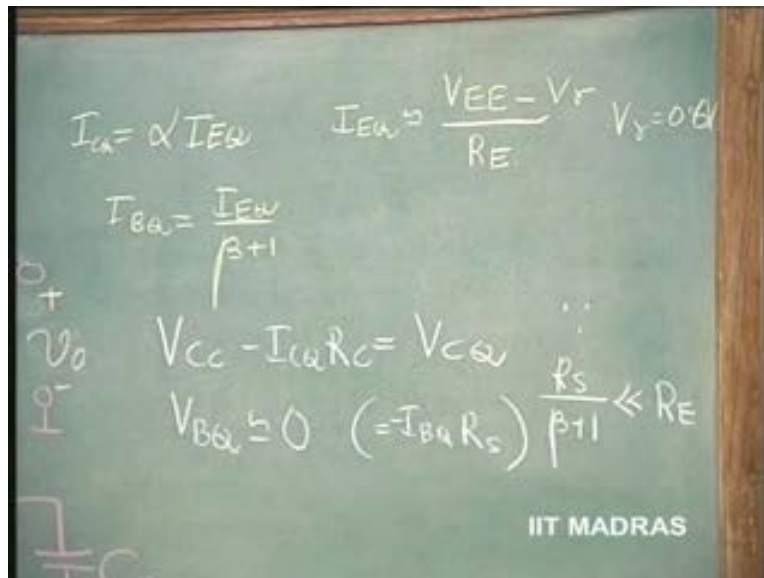 I_CQ = α I_EQ    I_EQ ≃ (V_EE − V_γ) / R_E    V_γ = 0.6V
I_BQ = I_EQ / (β+1)
+
v_o    V_CC − I_CQ R_C = V_CQ    ∵
−
V_BQ ≃ 0    (= −I_BQ R_S)    R_S / (β+1) ≪ R_E
IIT MADRAS